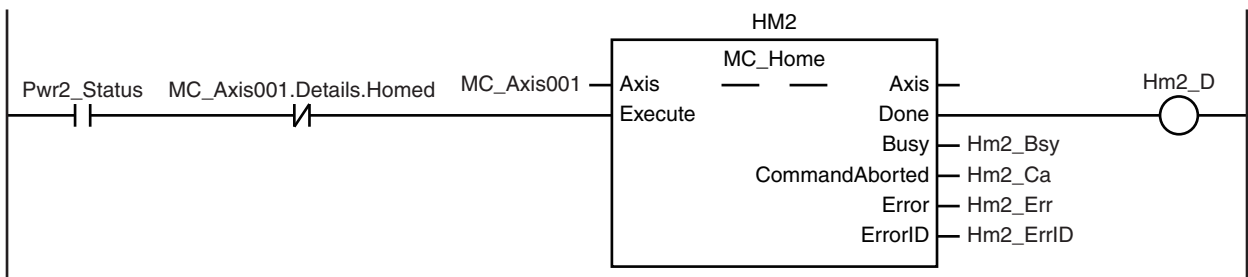 HM2
MC_Home
Pwr2_Status MC_Axis001.Details.Homed MC_Axis001 Axis Axis Hm2_D
Execute Done
Busy Hm2_Bsy
CommandAborted Hm2_Ca
Error Hm2_Err
ErrorID Hm2_ErrID